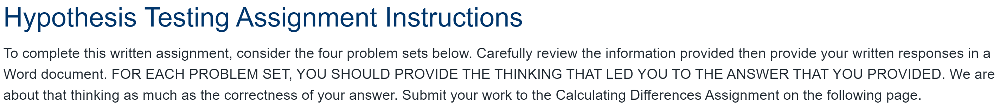 Hypothesis Testing Assignment Instructions
To complete this written assignment, consider the four problem sets below. Carefully review the information provided then provide your written responses in a
Word document. FOR EACH PROBLEM SET, YOU SHOULD PROVIDE THE THINKING THAT LED YOU TO THE ANSWER THAT YOU PROVIDED. We are
about that thinking as much as the correctness of your answer. Submit your work to the Calculating Differences Assignment on the following page.